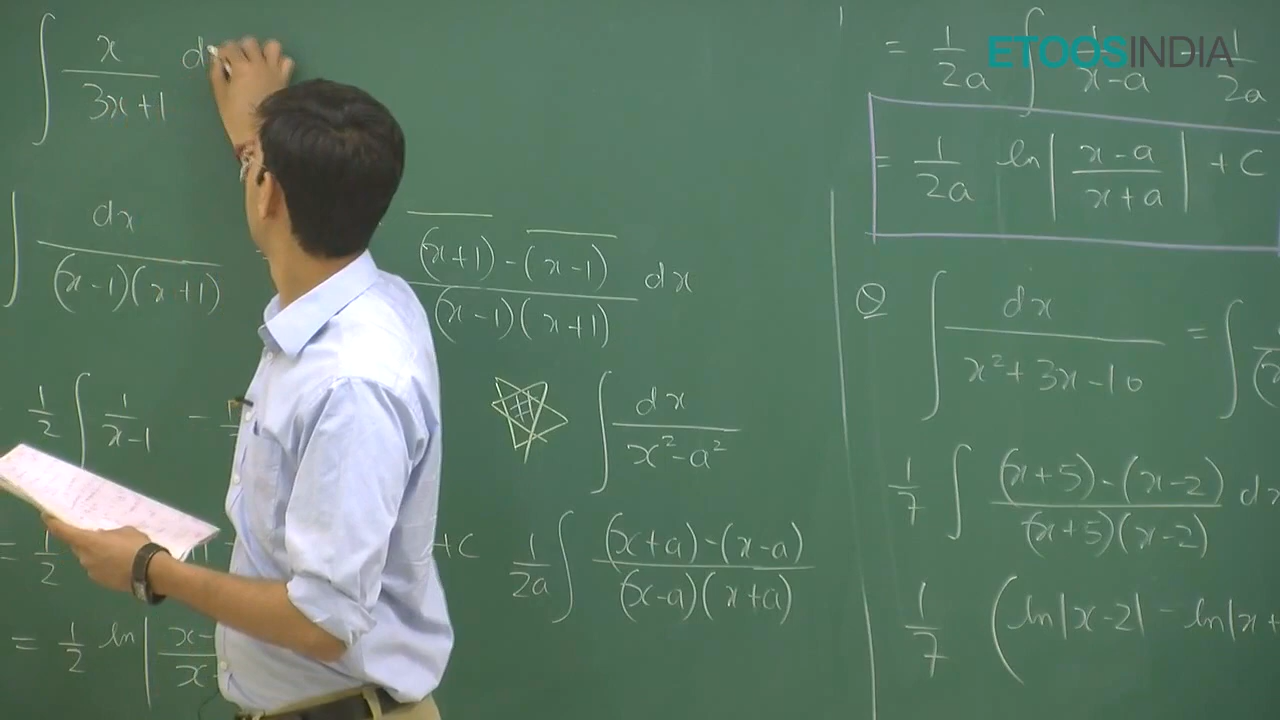 ∫ x/(3x+1) d
∫ dx/((x-1)(x+1))
((x+1)-(x-1))/((x-1)(x+1)) dx
1/2 ∫ 1/(x-1) -
= 1/2
+C
= 1/2 ln| x-
∫ dx/(x²-a²)
1/2a ∫ ((x+a)-(x-a))/((x-a)(x+a))
ETOOSINDIA
= 1/2a ∫ 1/(x-a) - 1/2a
= 1/2a ln| (x-a)/(x+a) | + C
Q ∫ dx/(x²+3x-10) = ∫
1/7 ∫ ((x+5)-(x-2))/((x+5)(x-2)) dx
1/7 ( ln|x-2| - ln|x+